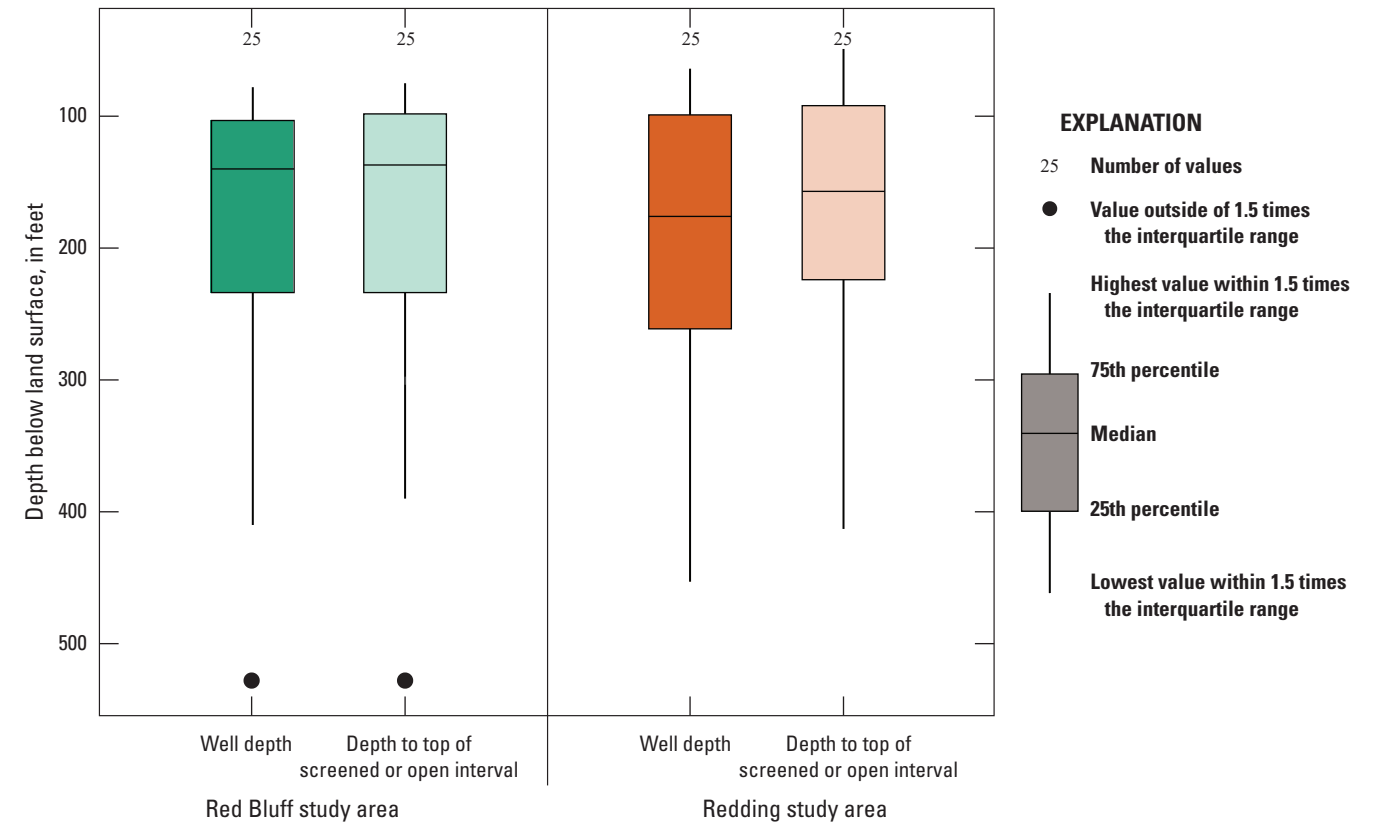 25
25
25
25
Depth below land surface, in feet
100
200
300
400
500
Well depth
Depth to top of
screened or open interval
Well depth
Depth to top of
screened or open interval
Red Bluff study area
Redding study area
EXPLANATION
25 Number of values
Value outside of 1.5 times
the interquartile range
Highest value within 1.5 times
the interquartile range
75th percentile
Median
25th percentile
Lowest value within 1.5 times
the interquartile range